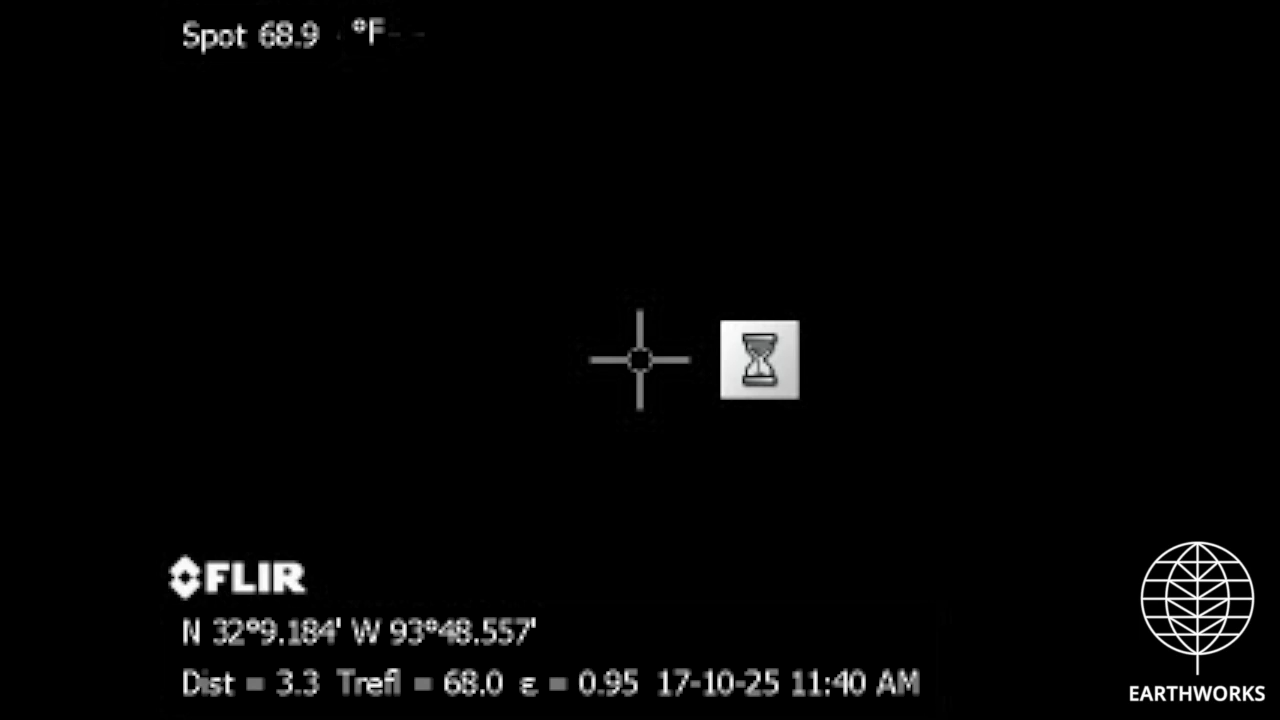 Spot 68.9 °F
FLIR
N 32°9.184' W 93°48.557'
Dist = 3.3 Trefl = 68.0 ε = 0.95 17-10-25 11:40 AM
EARTHWORKS